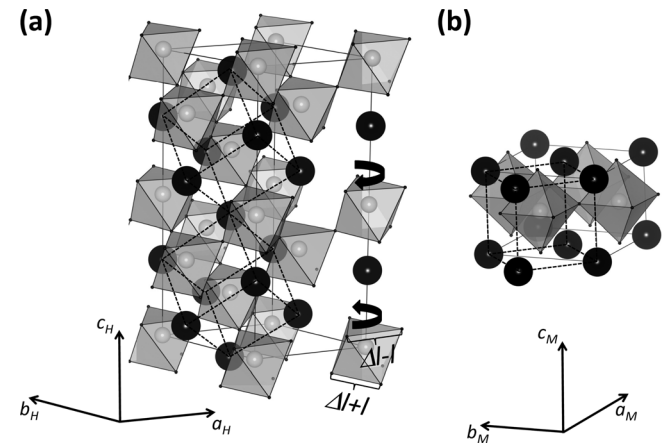 (a)
(b)
c_H
b_H
a_H
Δl-l
Δl+l
c_M
b_M
a_M